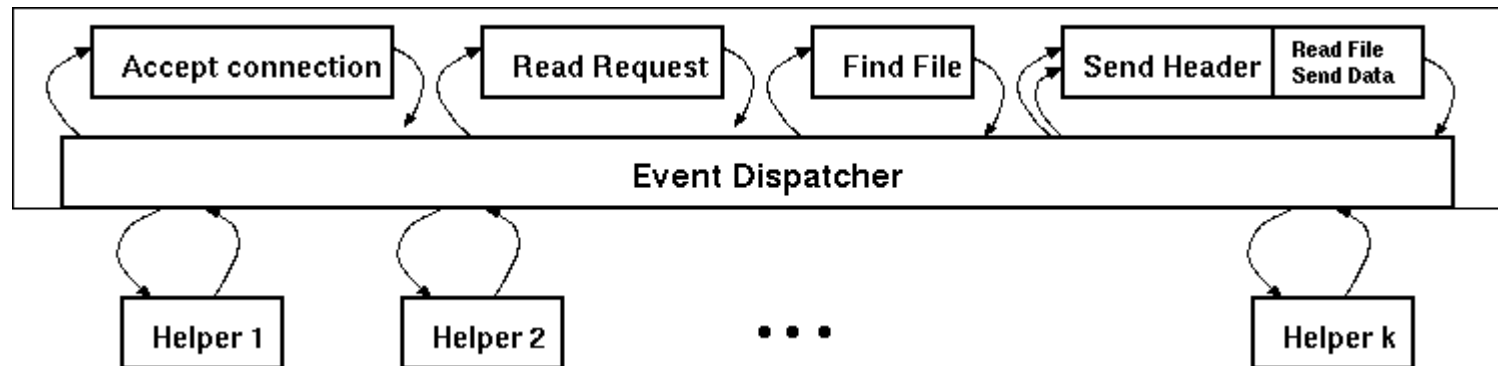 Accept connection
Read Request
Find File
Send Header
Read File
Send Data
Event Dispatcher
Helper 1
Helper 2
• • •
Helper k